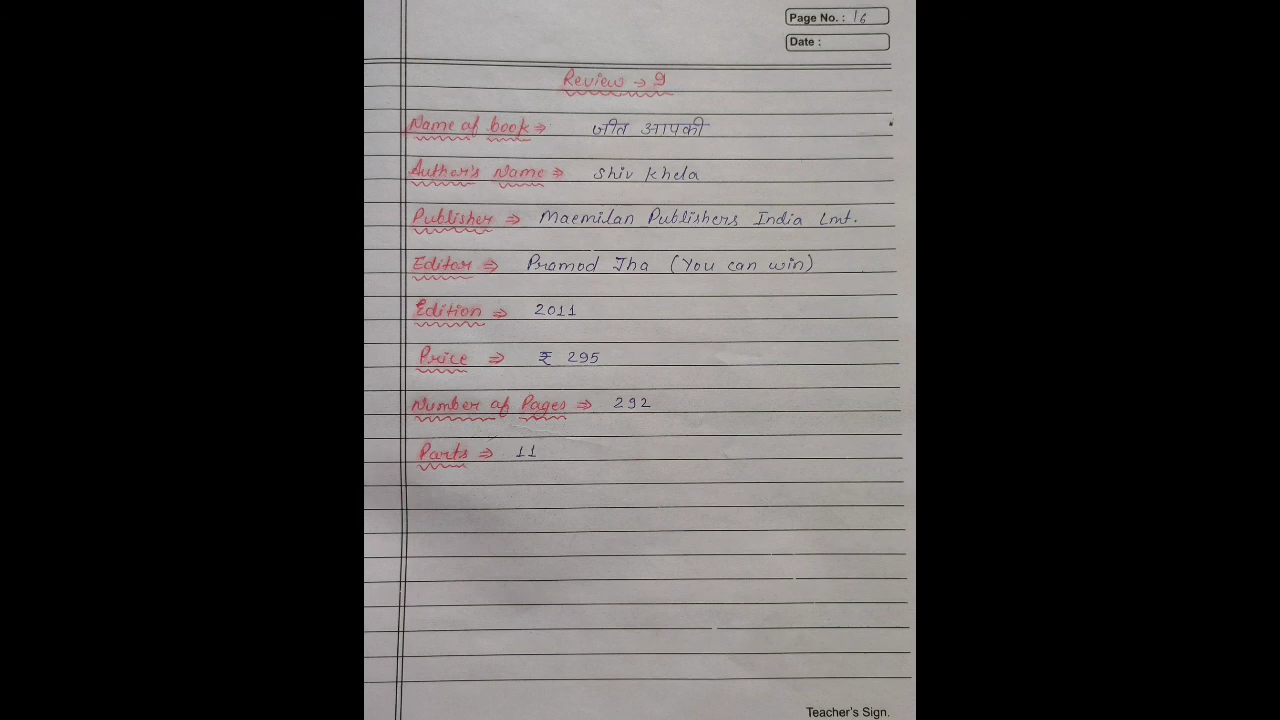 Page No. : 16
Date :
Review → 9
Name of book ⇒ जीत आपकी
Author's Name ⇒ Shiv Khela
Publisher ⇒ Maemilan Publishers India Lmt.
Editor ⇒ Pramod Jha (You can win)
Edition ⇒ 2011
Price ⇒ ₹ 295
Number of Pages ⇒ 292
Parts ⇒ 11
Teacher's Sign.